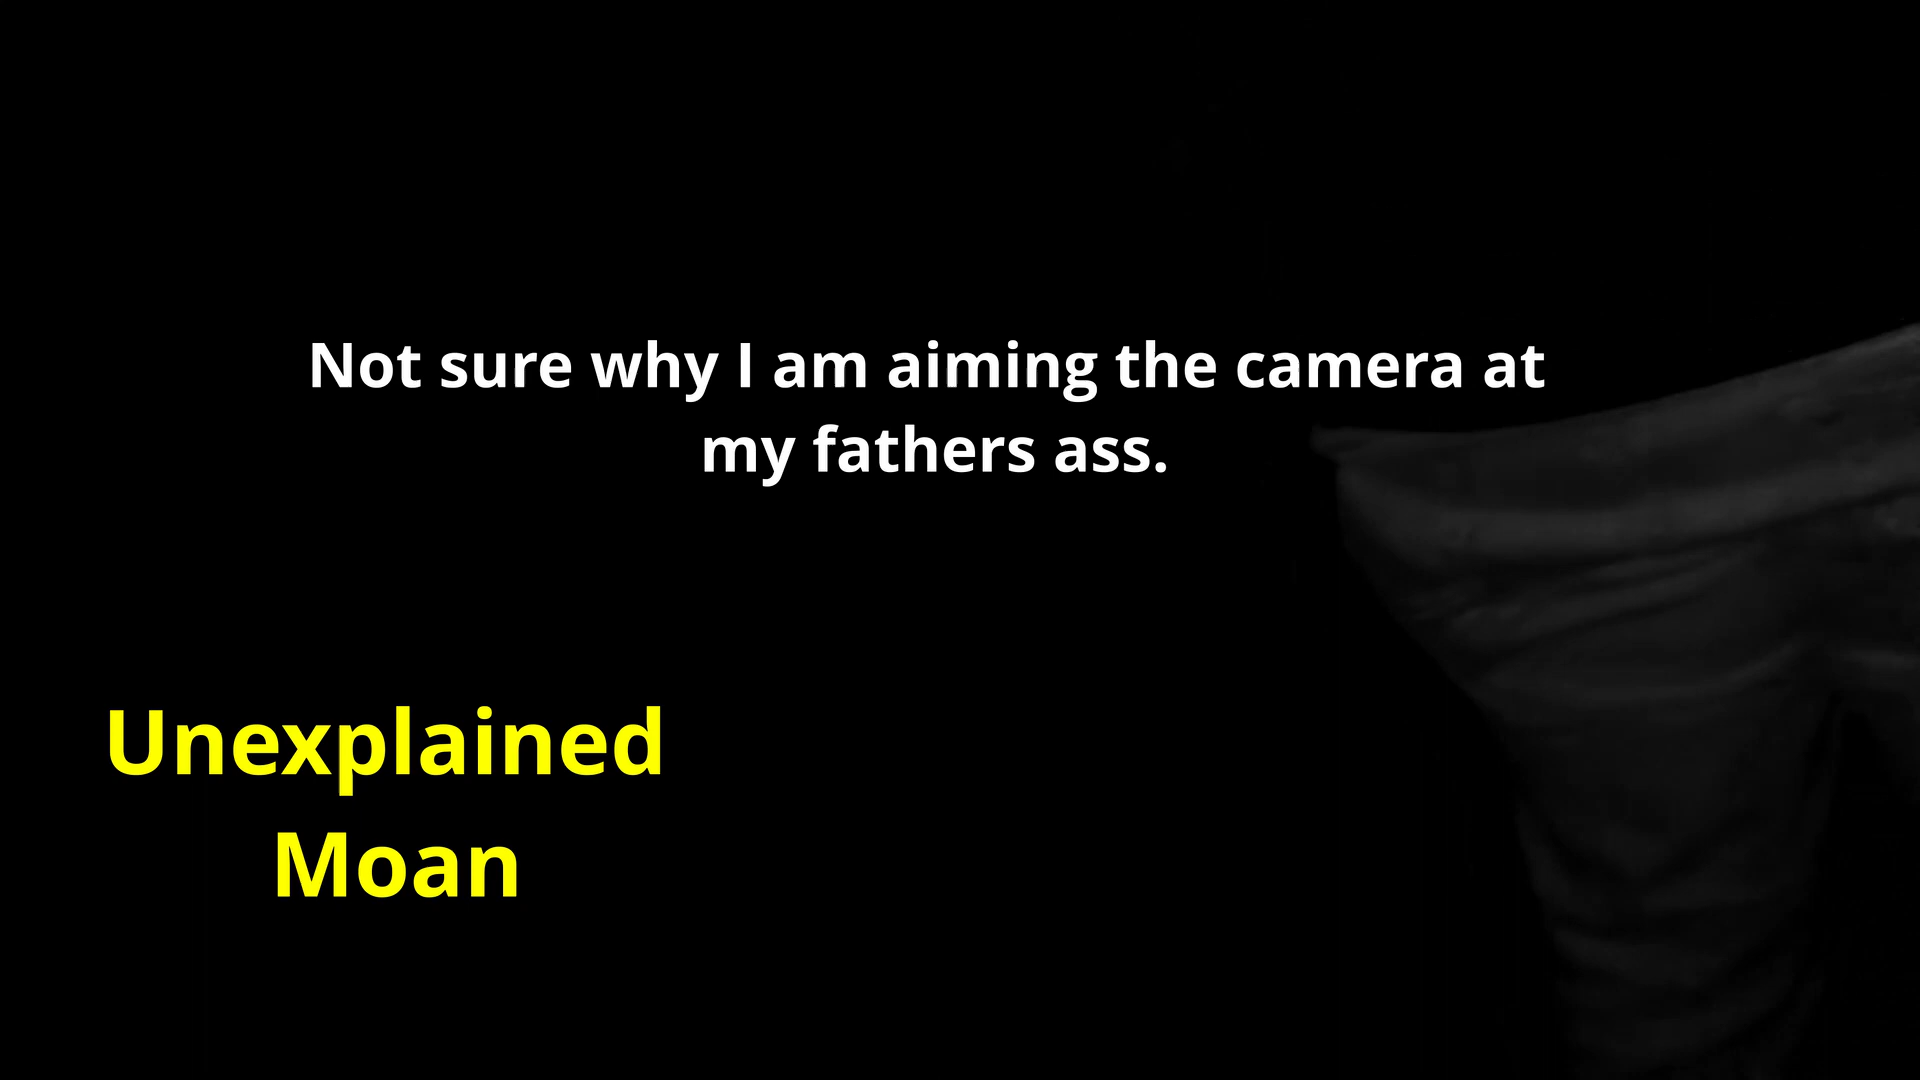 Not sure why I am aiming the camera at
my fathers ass.
Unexplained
Moan